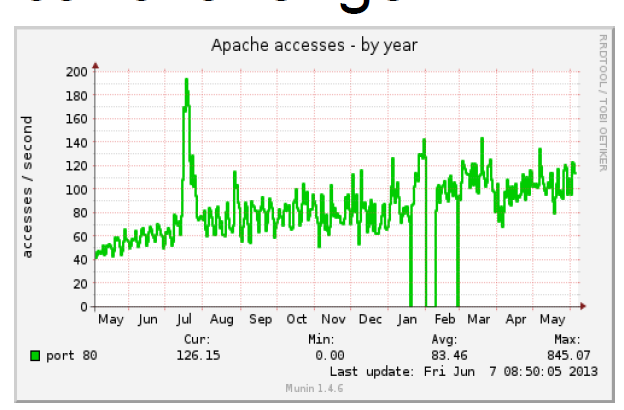 Apache accesses - by year
RRDTOOL / TOBI OETIKER
accesses / second
200
180
160
140
120
100
80
60
40
20
0
May Jun Jul Aug Sep Oct Nov Dec Jan Feb Mar Apr May
Cur: Min: Avg: Max:
port 80 126.15 0.00 83.46 845.07
Last update: Fri Jun 7 08:50:05 2013
Munin 1.4.6